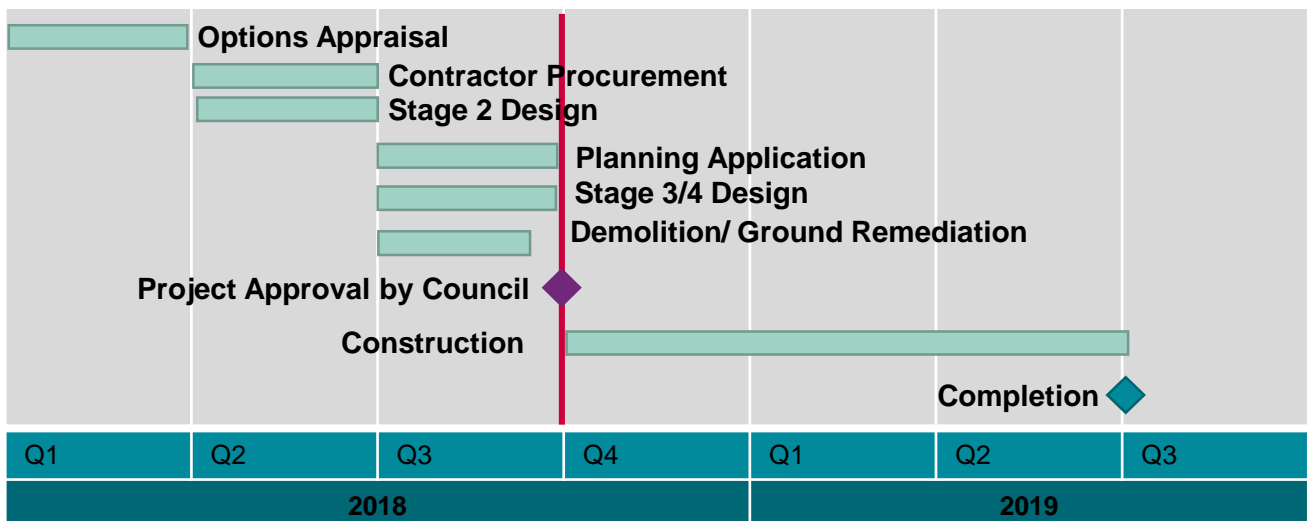 Options Appraisal
Contractor Procurement
Stage 2 Design
Planning Application
Stage 3/4 Design
Demolition/ Ground Remediation
Project Approval by Council
Construction
Completion
Q1 Q2 Q3 Q4 Q1 Q2 Q3
2018 2019